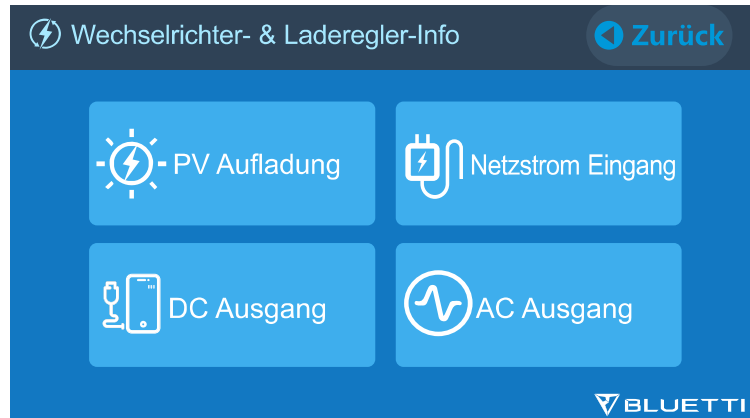 Wechselrichter- & Laderegler-Info
Zurück
PV Aufladung
Netzstrom Eingang
DC Ausgang
AC Ausgang
BLUETTI